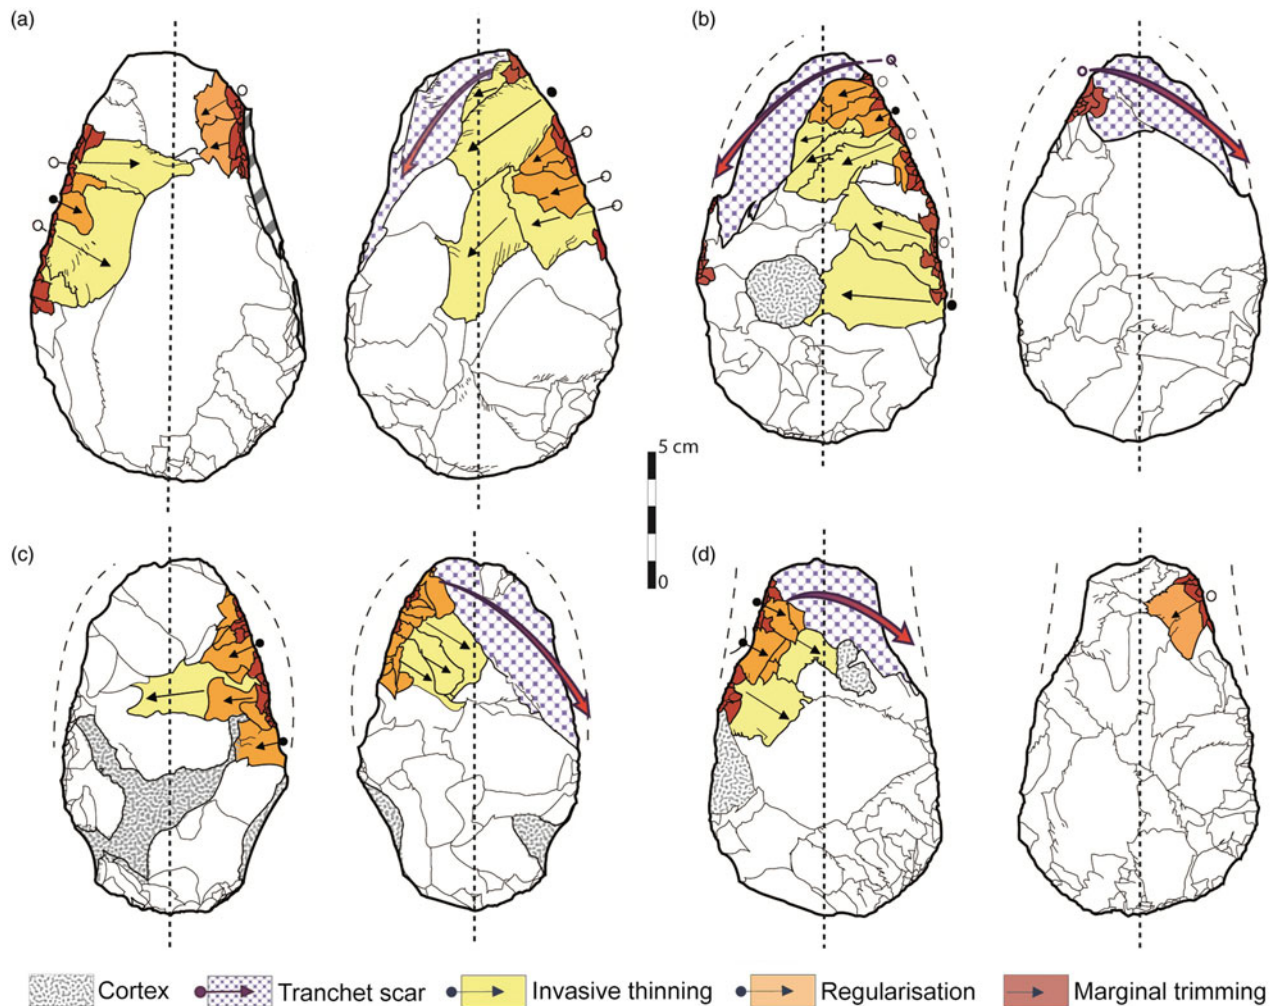 (a)
(b)
5 cm
0
(c)
(d)
Cortex Tranchet scar Invasive thinning Regularisation Marginal trimming